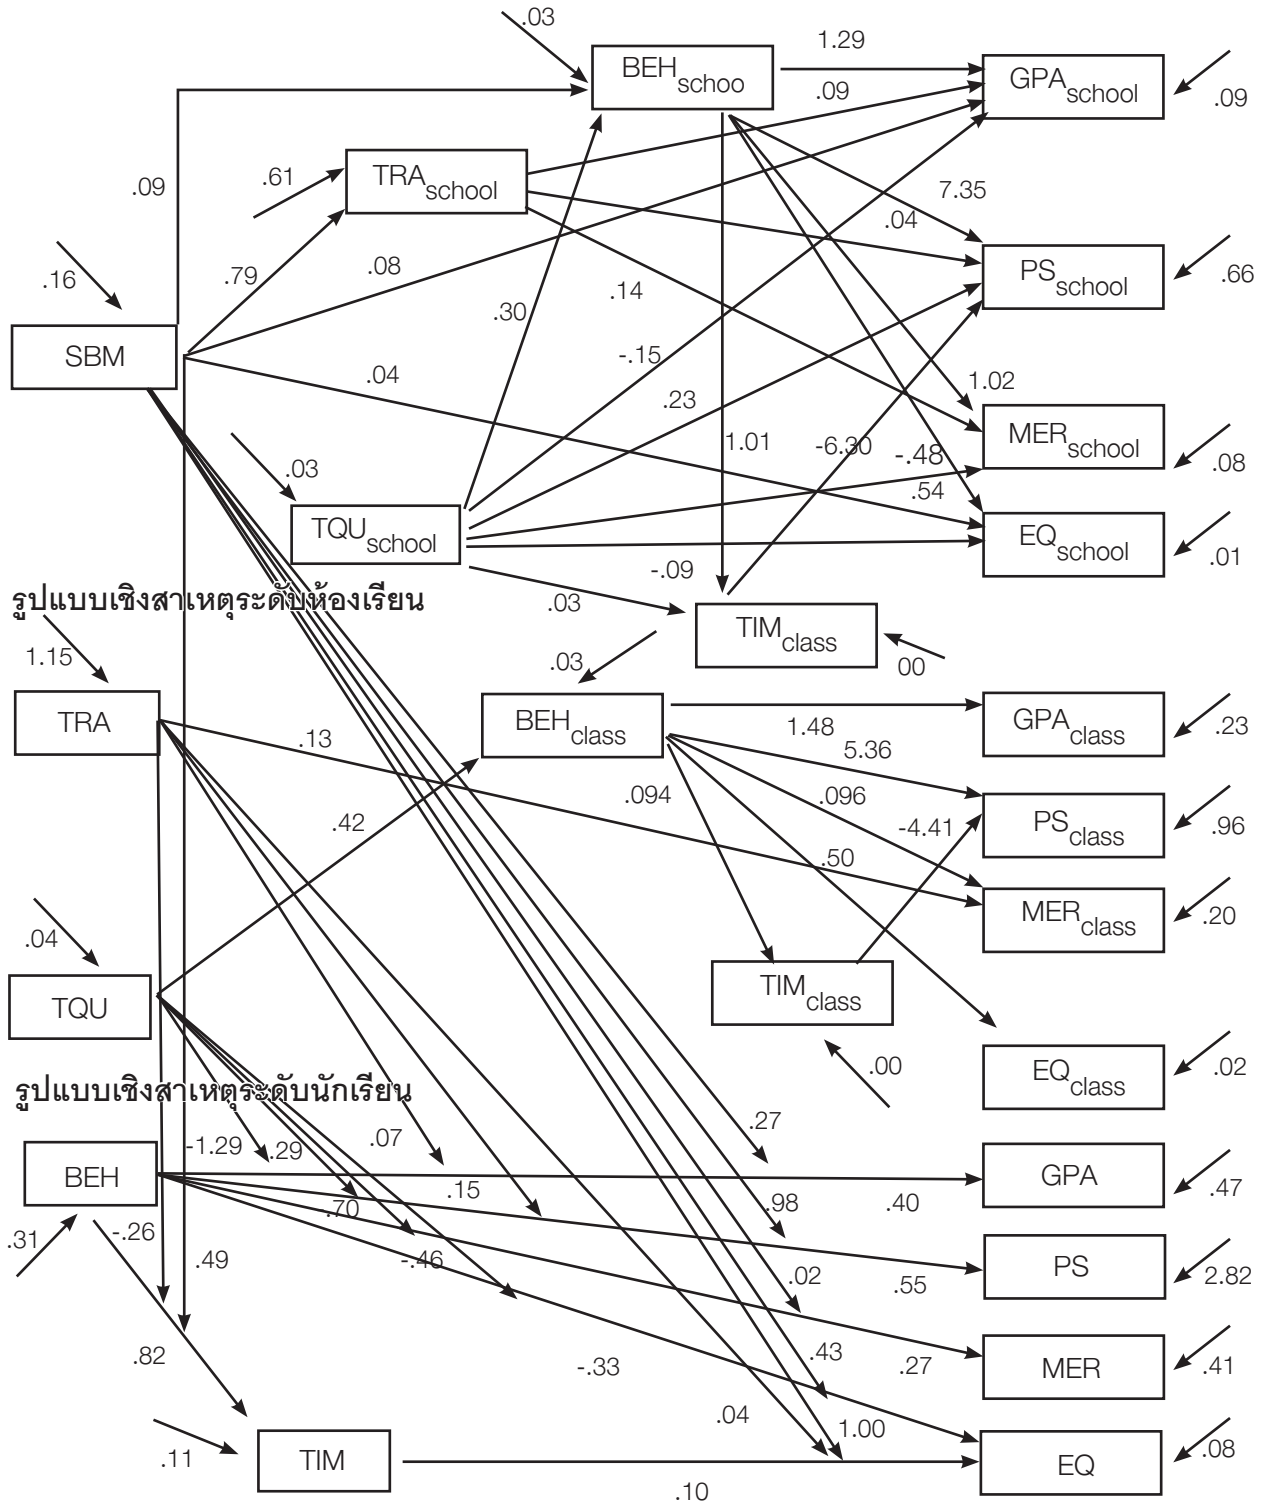 .03
1.29
BEHschoo
GPAschool
.09
.09
.61
TRAschool
.09
7.35
.04
.16
.79
.08
PSschool
.66
.14
.30
SBM
-.15
.04
1.02
.23
MERschool
1.01
-6.30
-.48
.08
.03
.54
TQUschool
EQschool
.01
-.09
รูปแบบเชิงสาเหตุระดับห้องเรียน
.03
TIMclass
00
1.15
.03
TRA
BEHclass
GPAclass
.23
1.48
.13
5.36
.094
.096
PSclass
.96
.42
-4.41
.50
MERclass
.20
.04
TIMclass
TQU
.00
EQclass
.02
รูปแบบเชิงสาเหตุระดับนักเรียน
.27
-1.29
.29
.07
BEH
GPA
.15
.40
.47
.70
.98
.31
-.26
.49
-.46
PS
2.82
.02
.55
.82
.43
-.33
.27
MER
.41
.04
1.00
.08
.11
TIM
EQ
.10